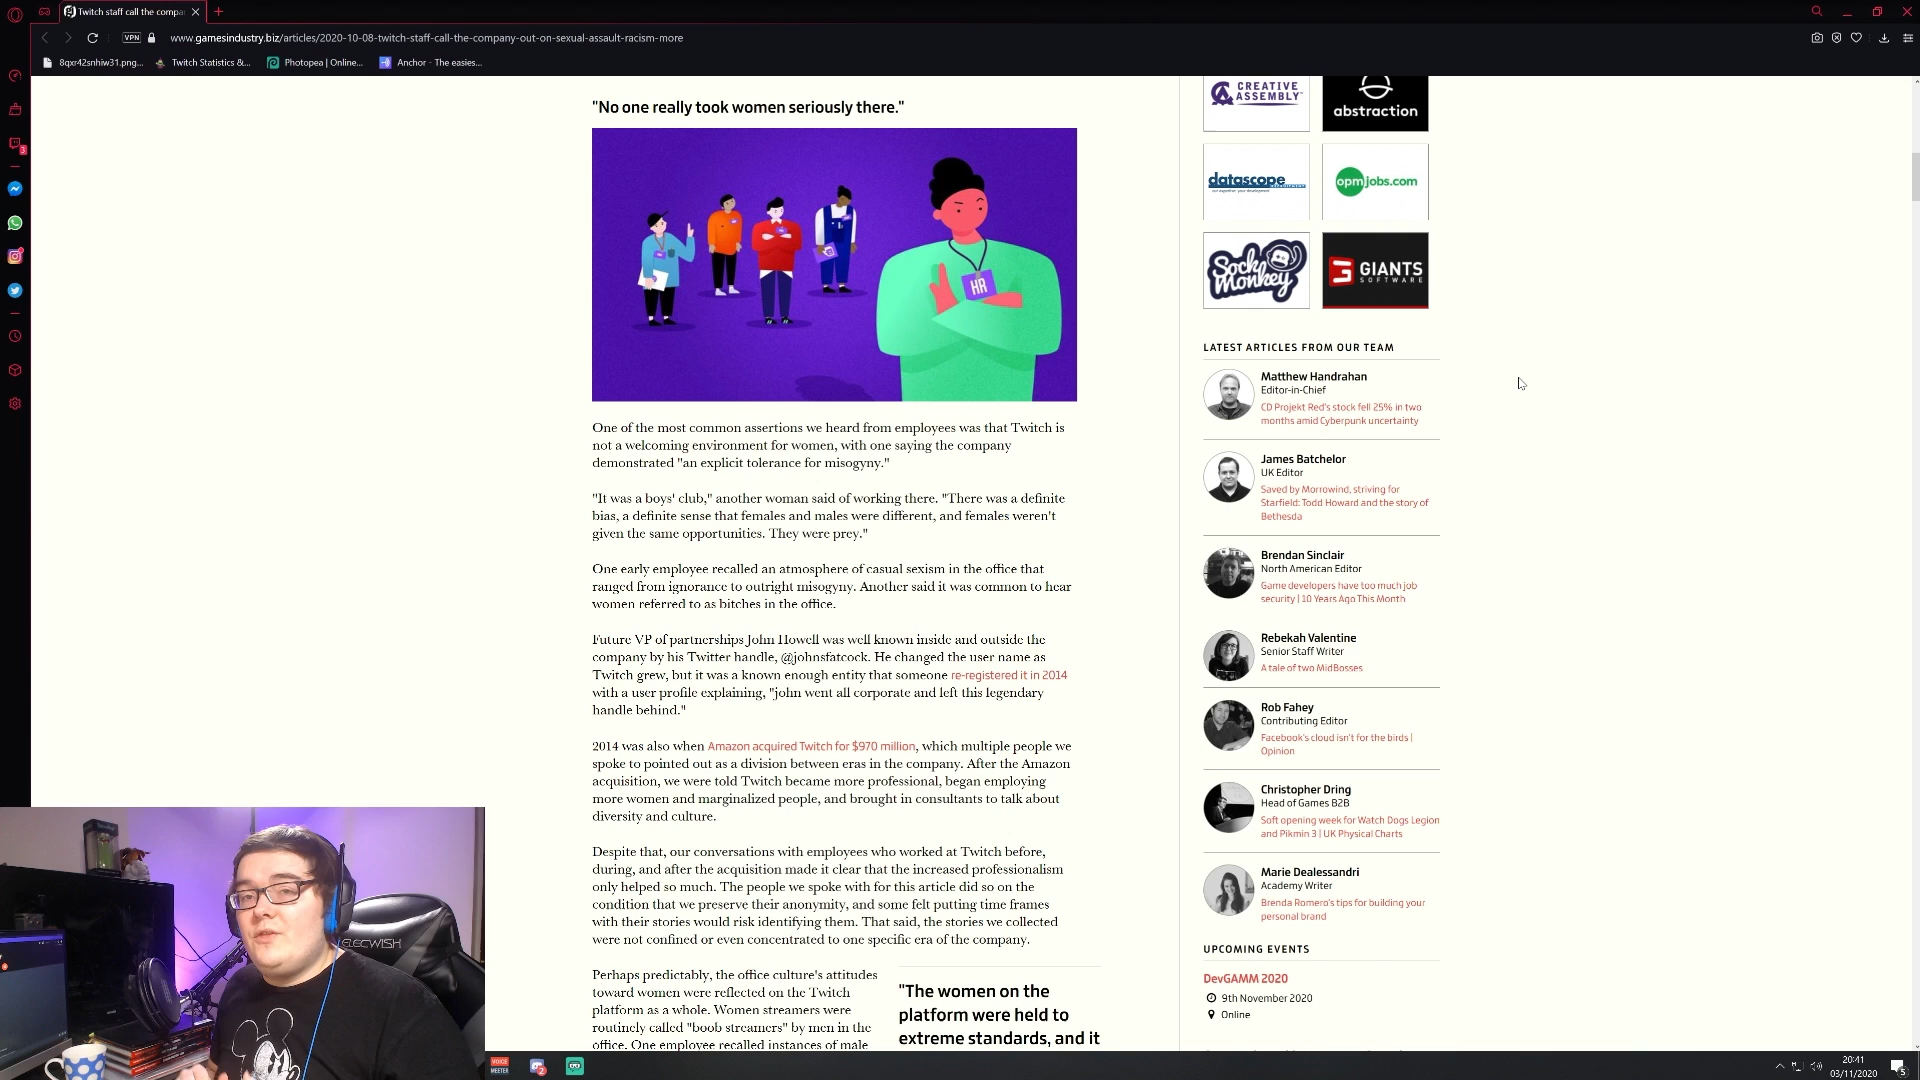 Twitch staff call the compa
VPN
www.gamesindustry.biz/articles/2020-10-08-twitch-staff-call-the-company-out-on-sexual-assault-racism-more
8qxr42snhiw31.png...
Twitch Statistics &...
Photopea | Online...
Anchor - The easies...
3
"No one really took women seriously there."
HR
One of the most common assertions we heard from employees was that Twitch is
not a welcoming environment for women, with one saying the company
demonstrated "an explicit tolerance for misogyny."
"It was a boys' club," another woman said of working there. "There was a definite
bias, a definite sense that females and males were different, and females weren't
given the same opportunities. They were prey."
One early employee recalled an atmosphere of casual sexism in the office that
ranged from ignorance to outright misogyny. Another said it was common to hear
women referred to as bitches in the office.
Future VP of partnerships John Howell was well known inside and outside the
company by his Twitter handle, @johnsfatcock. He changed the user name as
Twitch grew, but it was a known enough entity that someone re-registered it in 2014
with a user profile explaining, "john went all corporate and left this legendary
handle behind."
2014 was also when Amazon acquired Twitch for $970 million, which multiple people we
spoke to pointed out as a division between eras in the company. After the Amazon
acquisition, we were told Twitch became more professional, began employing
more women and marginalized people, and brought in consultants to talk about
diversity and culture.
Despite that, our conversations with employees who worked at Twitch before,
during, and after the acquisition made it clear that the increased professionalism
only helped so much. The people we spoke with for this article did so on the
condition that we preserve their anonymity, and some felt putting time frames
with their stories would risk identifying them. That said, the stories we collected
were not confined or even concentrated to one specific era of the company.
Perhaps predictably, the office culture's attitudes
toward women were reflected on the Twitch
platform as a whole. Women streamers were
routinely called "boob streamers" by men in the
office. One employee recalled instances of male
"The women on the
platform were held to
extreme standards, and it
CREATIVE
ASSEMBLY
abstraction
datascope
opmjobs.com
Sock
Monkey
GIANTS
SOFTWARE
LATEST ARTICLES FROM OUR TEAM
Matthew Handrahan
Editor-in-Chief
CD Projekt Red's stock fell 25% in two
months amid Cyberpunk uncertainty
James Batchelor
UK Editor
Saved by Morrowind, striving for
Starfield: Todd Howard and the story of
Bethesda
Brendan Sinclair
North American Editor
Game developers have too much job
security | 10 Years Ago This Month
Rebekah Valentine
Senior Staff Writer
A tale of two MidBosses
Rob Fahey
Contributing Editor
Facebook's cloud isn't for the birds |
Opinion
Christopher Dring
Head of Games B2B
Soft opening week for Watch Dogs Legion
and Pikmin 3 | UK Physical Charts
Marie Dealessandri
Academy Writer
Brenda Romero's tips for building your
personal brand
UPCOMING EVENTS
DevGAMM 2020
9th November 2020
Online
ELECWISH
VOICE
MEETER
2
20:41
03/11/2020
5